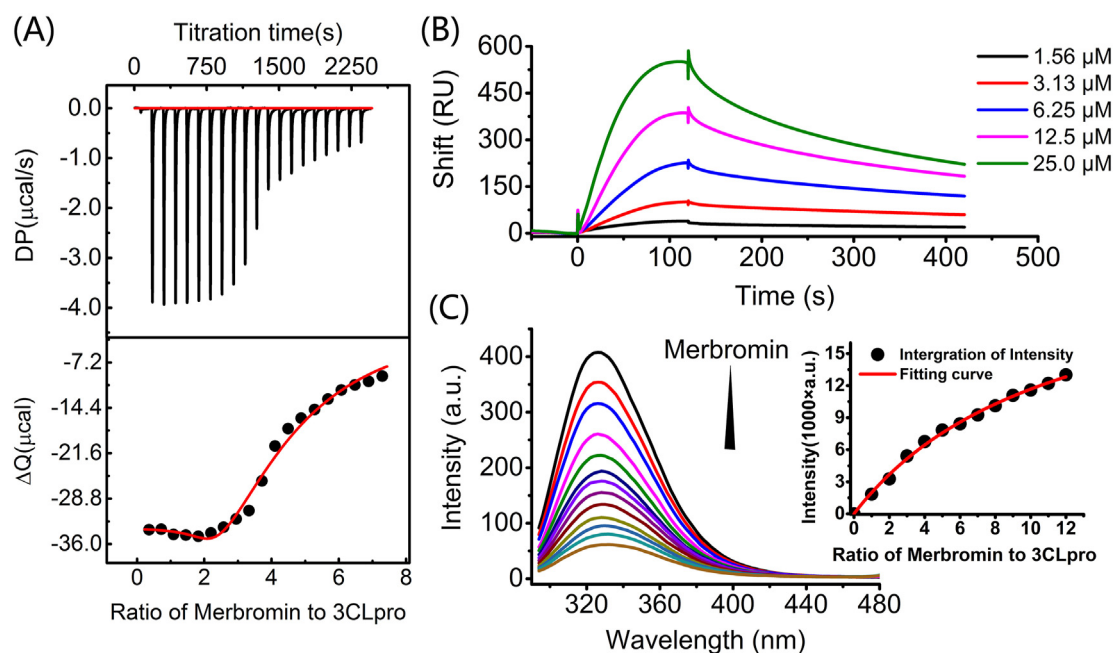 (A)
Titration time(s)
0 750 1500 2250
0.0
-1.0
-2.0
-3.0
-4.0
DP(μcal/s)
-7.2
-14.4
-21.6
-28.8
-36.0
ΔQ(μcal)
0 2 4 6 8
Ratio of Merbromin to 3CLpro
(B)
600
450
300
150
0
Shift (RU)
0 100 200 300 400 500
Time (s)
1.56 μM
3.13 μM
6.25 μM
12.5 μM
25.0 μM
(C)
400
300
200
100
0
Intensity (a.u.)
320 360 400 440 480
Wavelength (nm)
Merbromin
15
12
9
6
3
0
Intensity(1000×a.u.)
Intergration of Intensity
Fitting curve
0 2 4 6 8 10 12
Ratio of Merbromin to 3CLpro